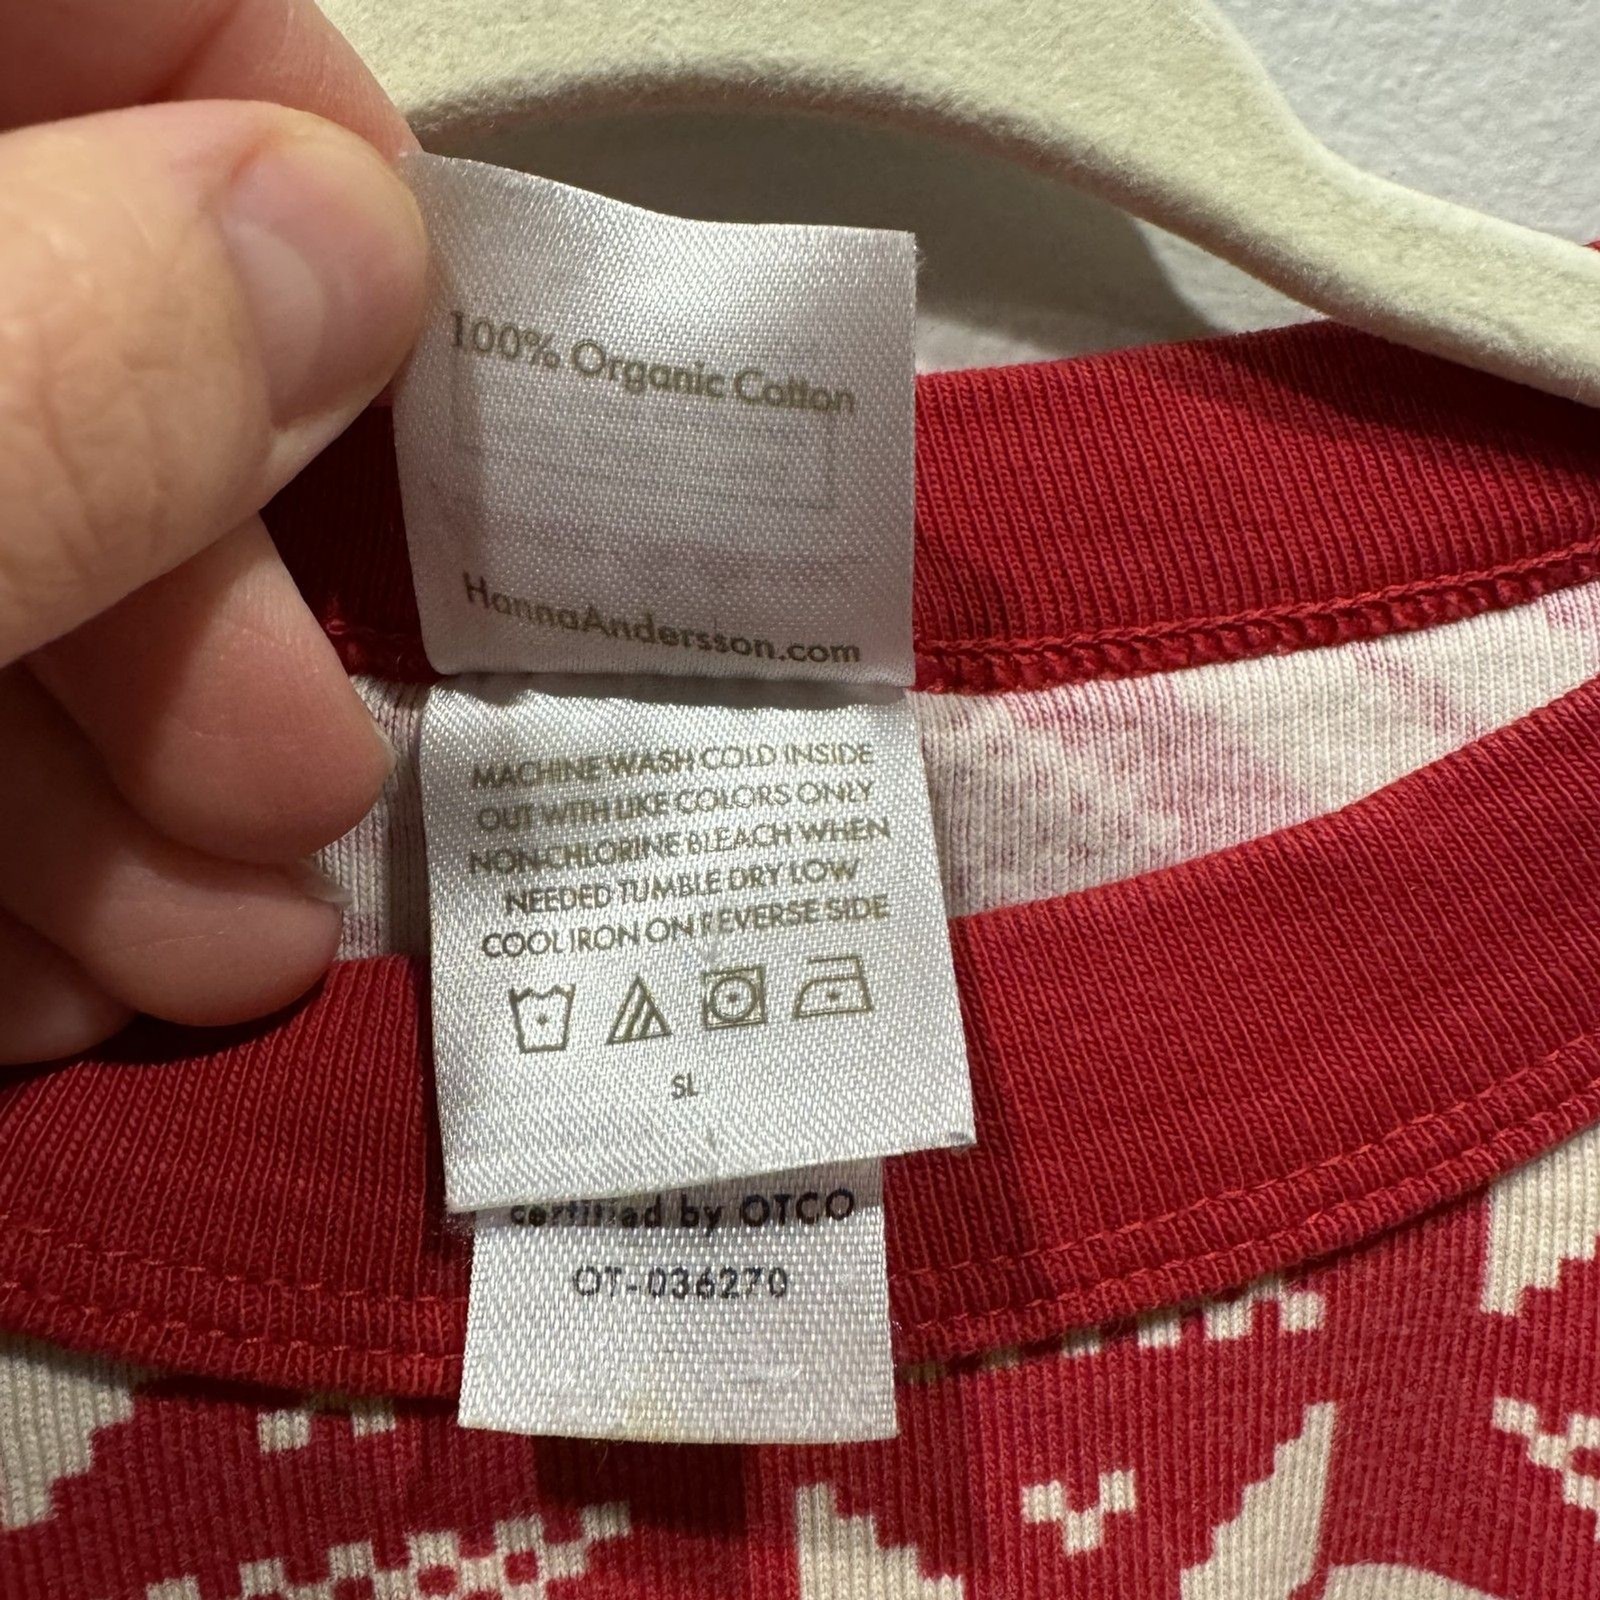 100% Organic Cotton
HannaAndersson.com
MACHINE WASH COLD INSIDE
OUT WITH LIKE COLORS ONLY
NON-CHLORINE BLEACH WHEN
NEEDED TUMBLE DRY LOW
COOL IRON ON REVERSE SIDE
SL
certified by OTCO
OT-036270